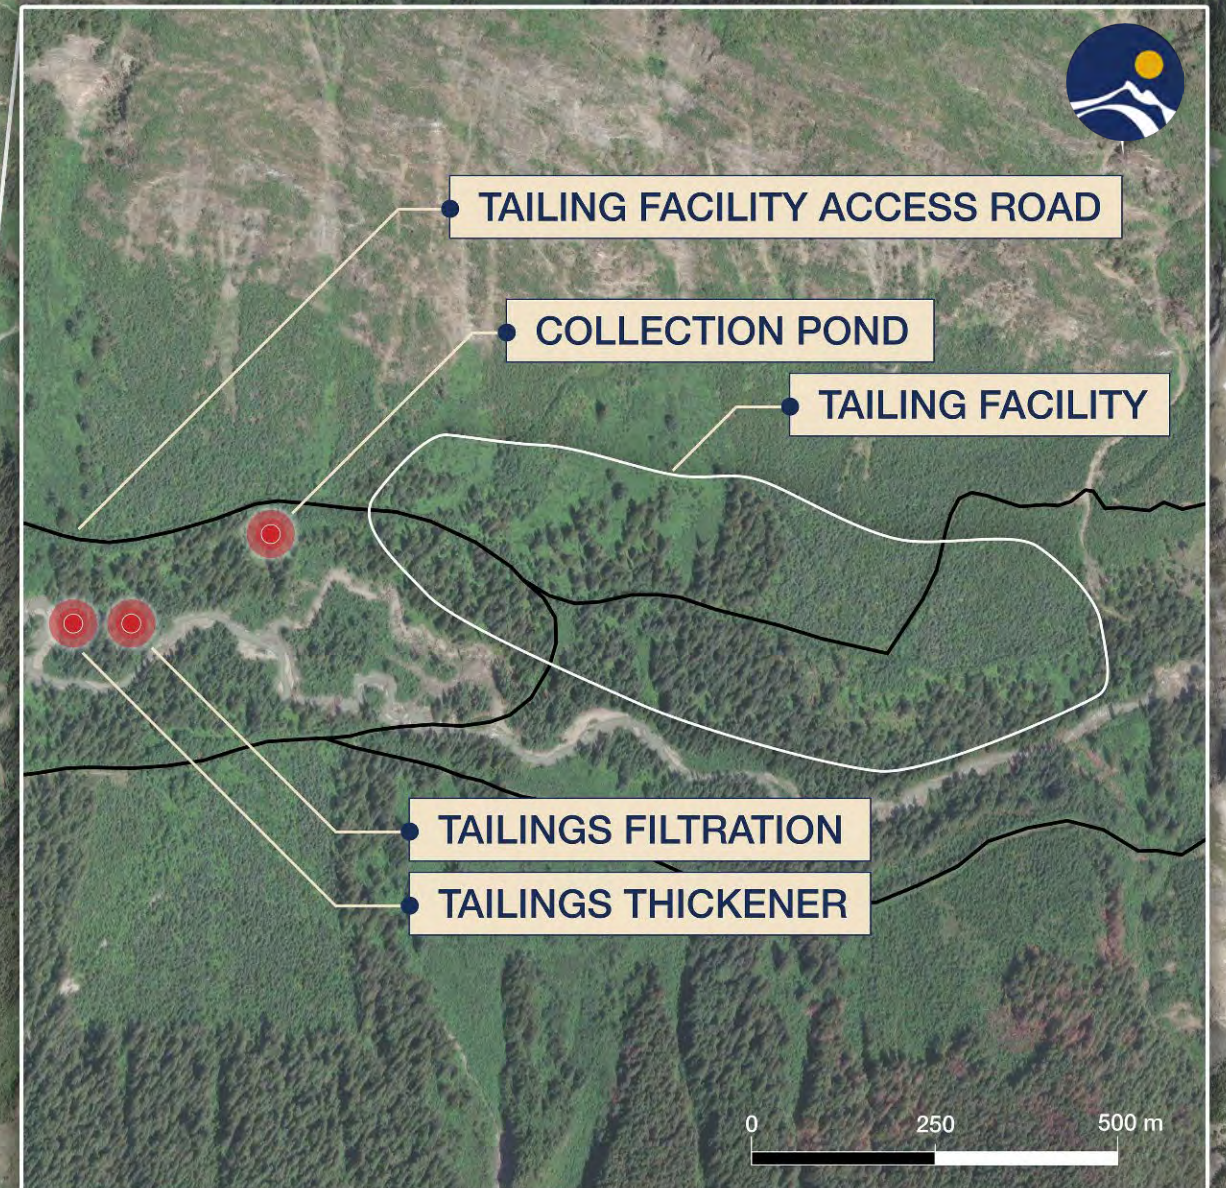 TAILING FACILITY ACCESS ROAD
COLLECTION POND
TAILING FACILITY
TAILINGS FILTRATION
TAILINGS THICKENER
0 250 500 m